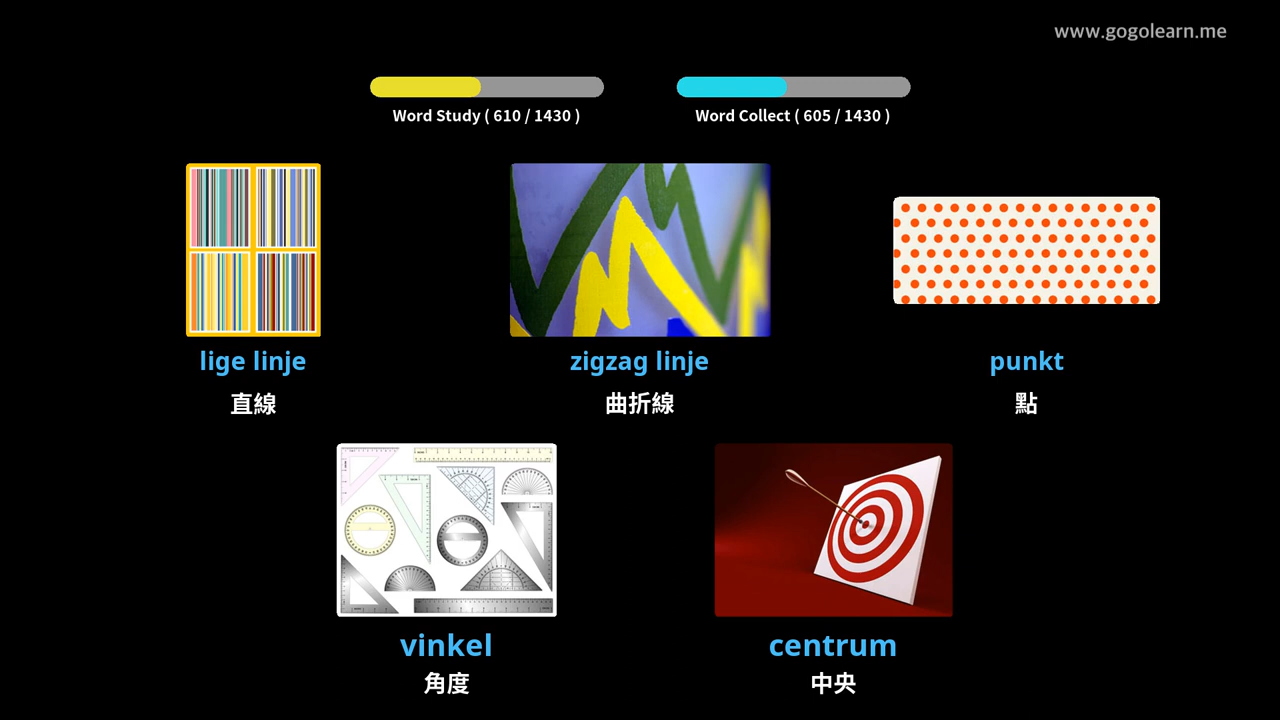 www.gogolearn.me
Word Study ( 610 / 1430 )
Word Collect ( 605 / 1430 )
lige linje
zigzag linje
punkt
直線
曲折線
點
vinkel
centrum
角度
中央